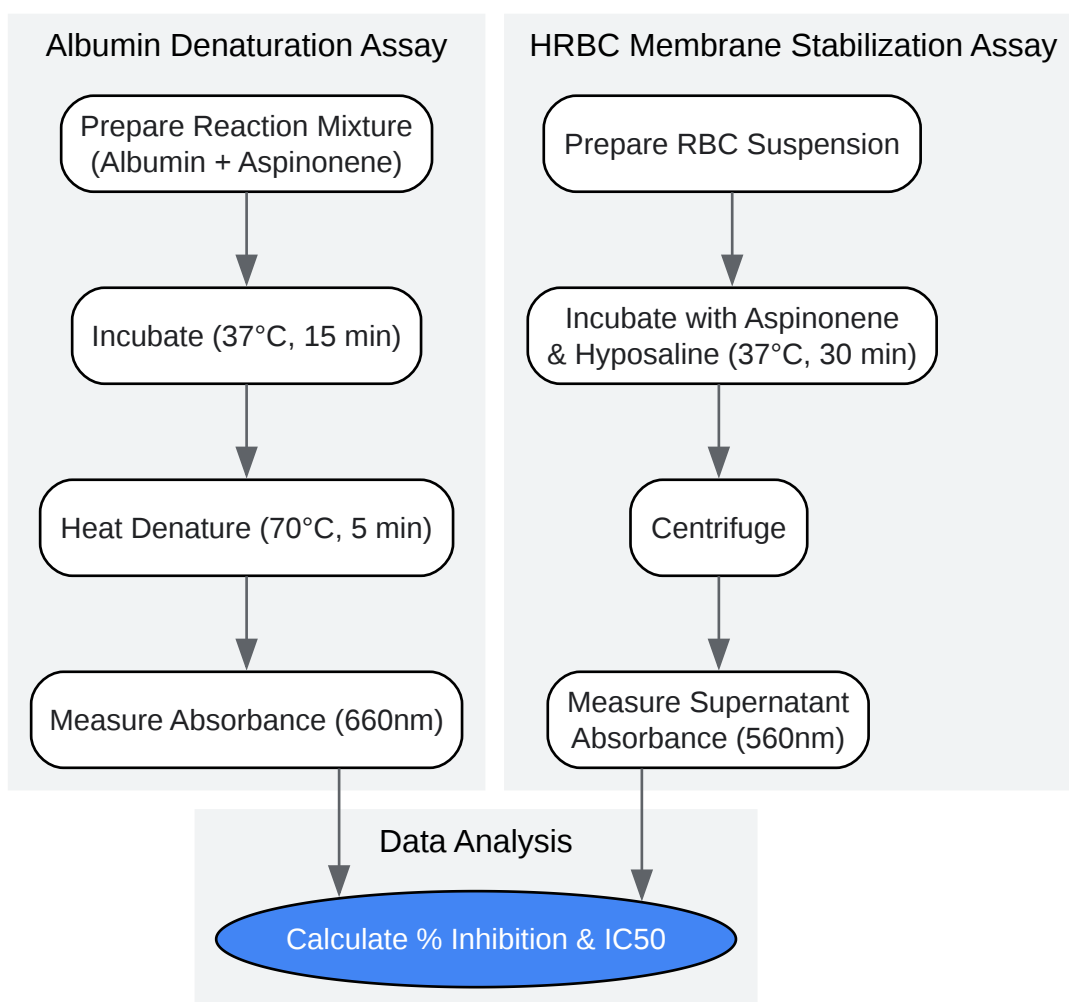 Albumin Denaturation Assay
Prepare Reaction Mixture
(Albumin + Aspinonene)
Incubate (37°C, 15 min)
Heat Denature (70°C, 5 min)
Measure Absorbance (660nm)
HRBC Membrane Stabilization Assay
Prepare RBC Suspension
Incubate with Aspinonene
& Hyposaline (37°C, 30 min)
Centrifuge
Measure Supernatant
Absorbance (560nm)
Data Analysis
Calculate % Inhibition & IC50